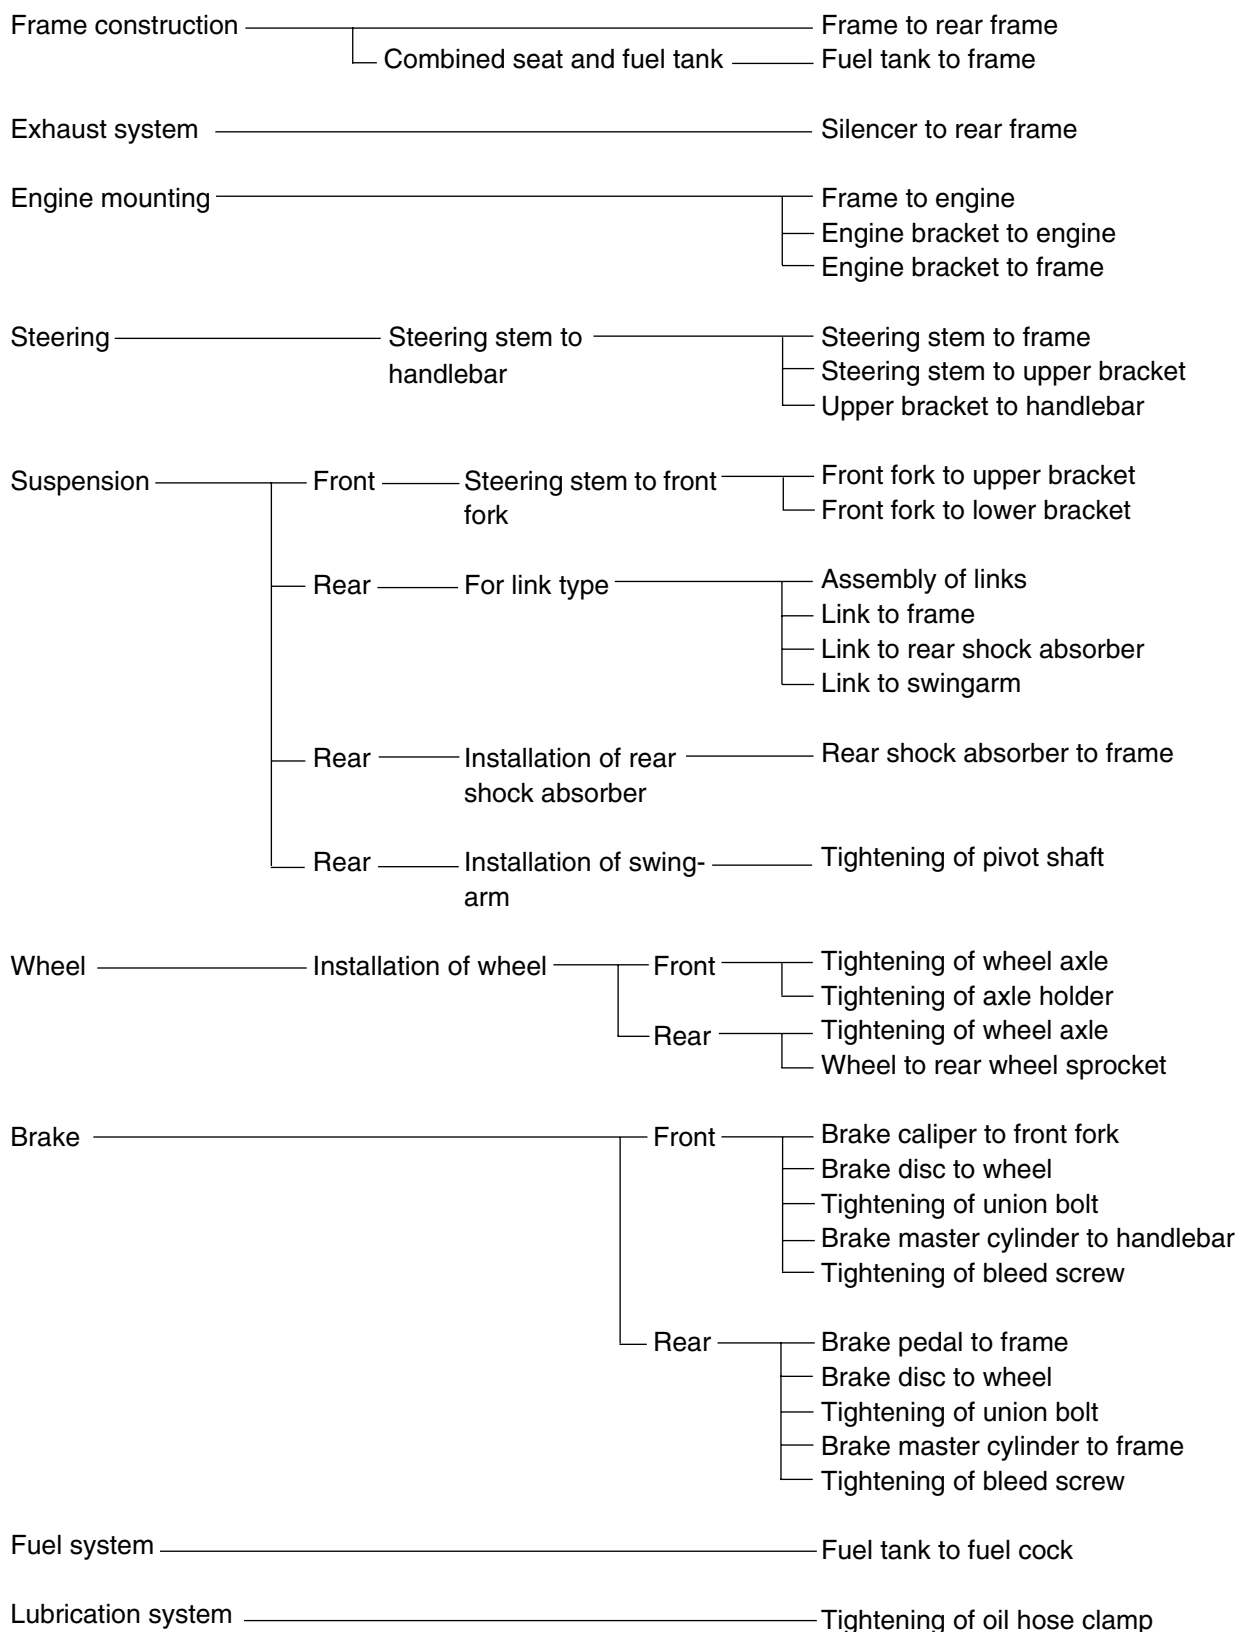 Frame construction Frame to rear frame
Combined seat and fuel tank Fuel tank to frame
Exhaust system Silencer to rear frame
Engine mounting Frame to engine
Engine bracket to engine
Engine bracket to frame
Steering Steering stem to handlebar Steering stem to frame
Steering stem to upper bracket
Upper bracket to handlebar
Suspension Front Steering stem to front fork Front fork to upper bracket
Front fork to lower bracket
Rear For link type Assembly of links
Link to frame
Link to rear shock absorber
Link to swingarm
Rear Installation of rear shock absorber Rear shock absorber to frame
Rear Installation of swing-
arm Tightening of pivot shaft
Wheel Installation of wheel Front Tightening of wheel axle
Tightening of axle holder
Rear Tightening of wheel axle
Wheel to rear wheel sprocket
Brake Front Brake caliper to front fork
Brake disc to wheel
Tightening of union bolt
Brake master cylinder to handlebar
Tightening of bleed screw
Rear Brake pedal to frame
Brake disc to wheel
Tightening of union bolt
Brake master cylinder to frame
Tightening of bleed screw
Fuel system Fuel tank to fuel cock
Lubrication system Tightening of oil hose clamp